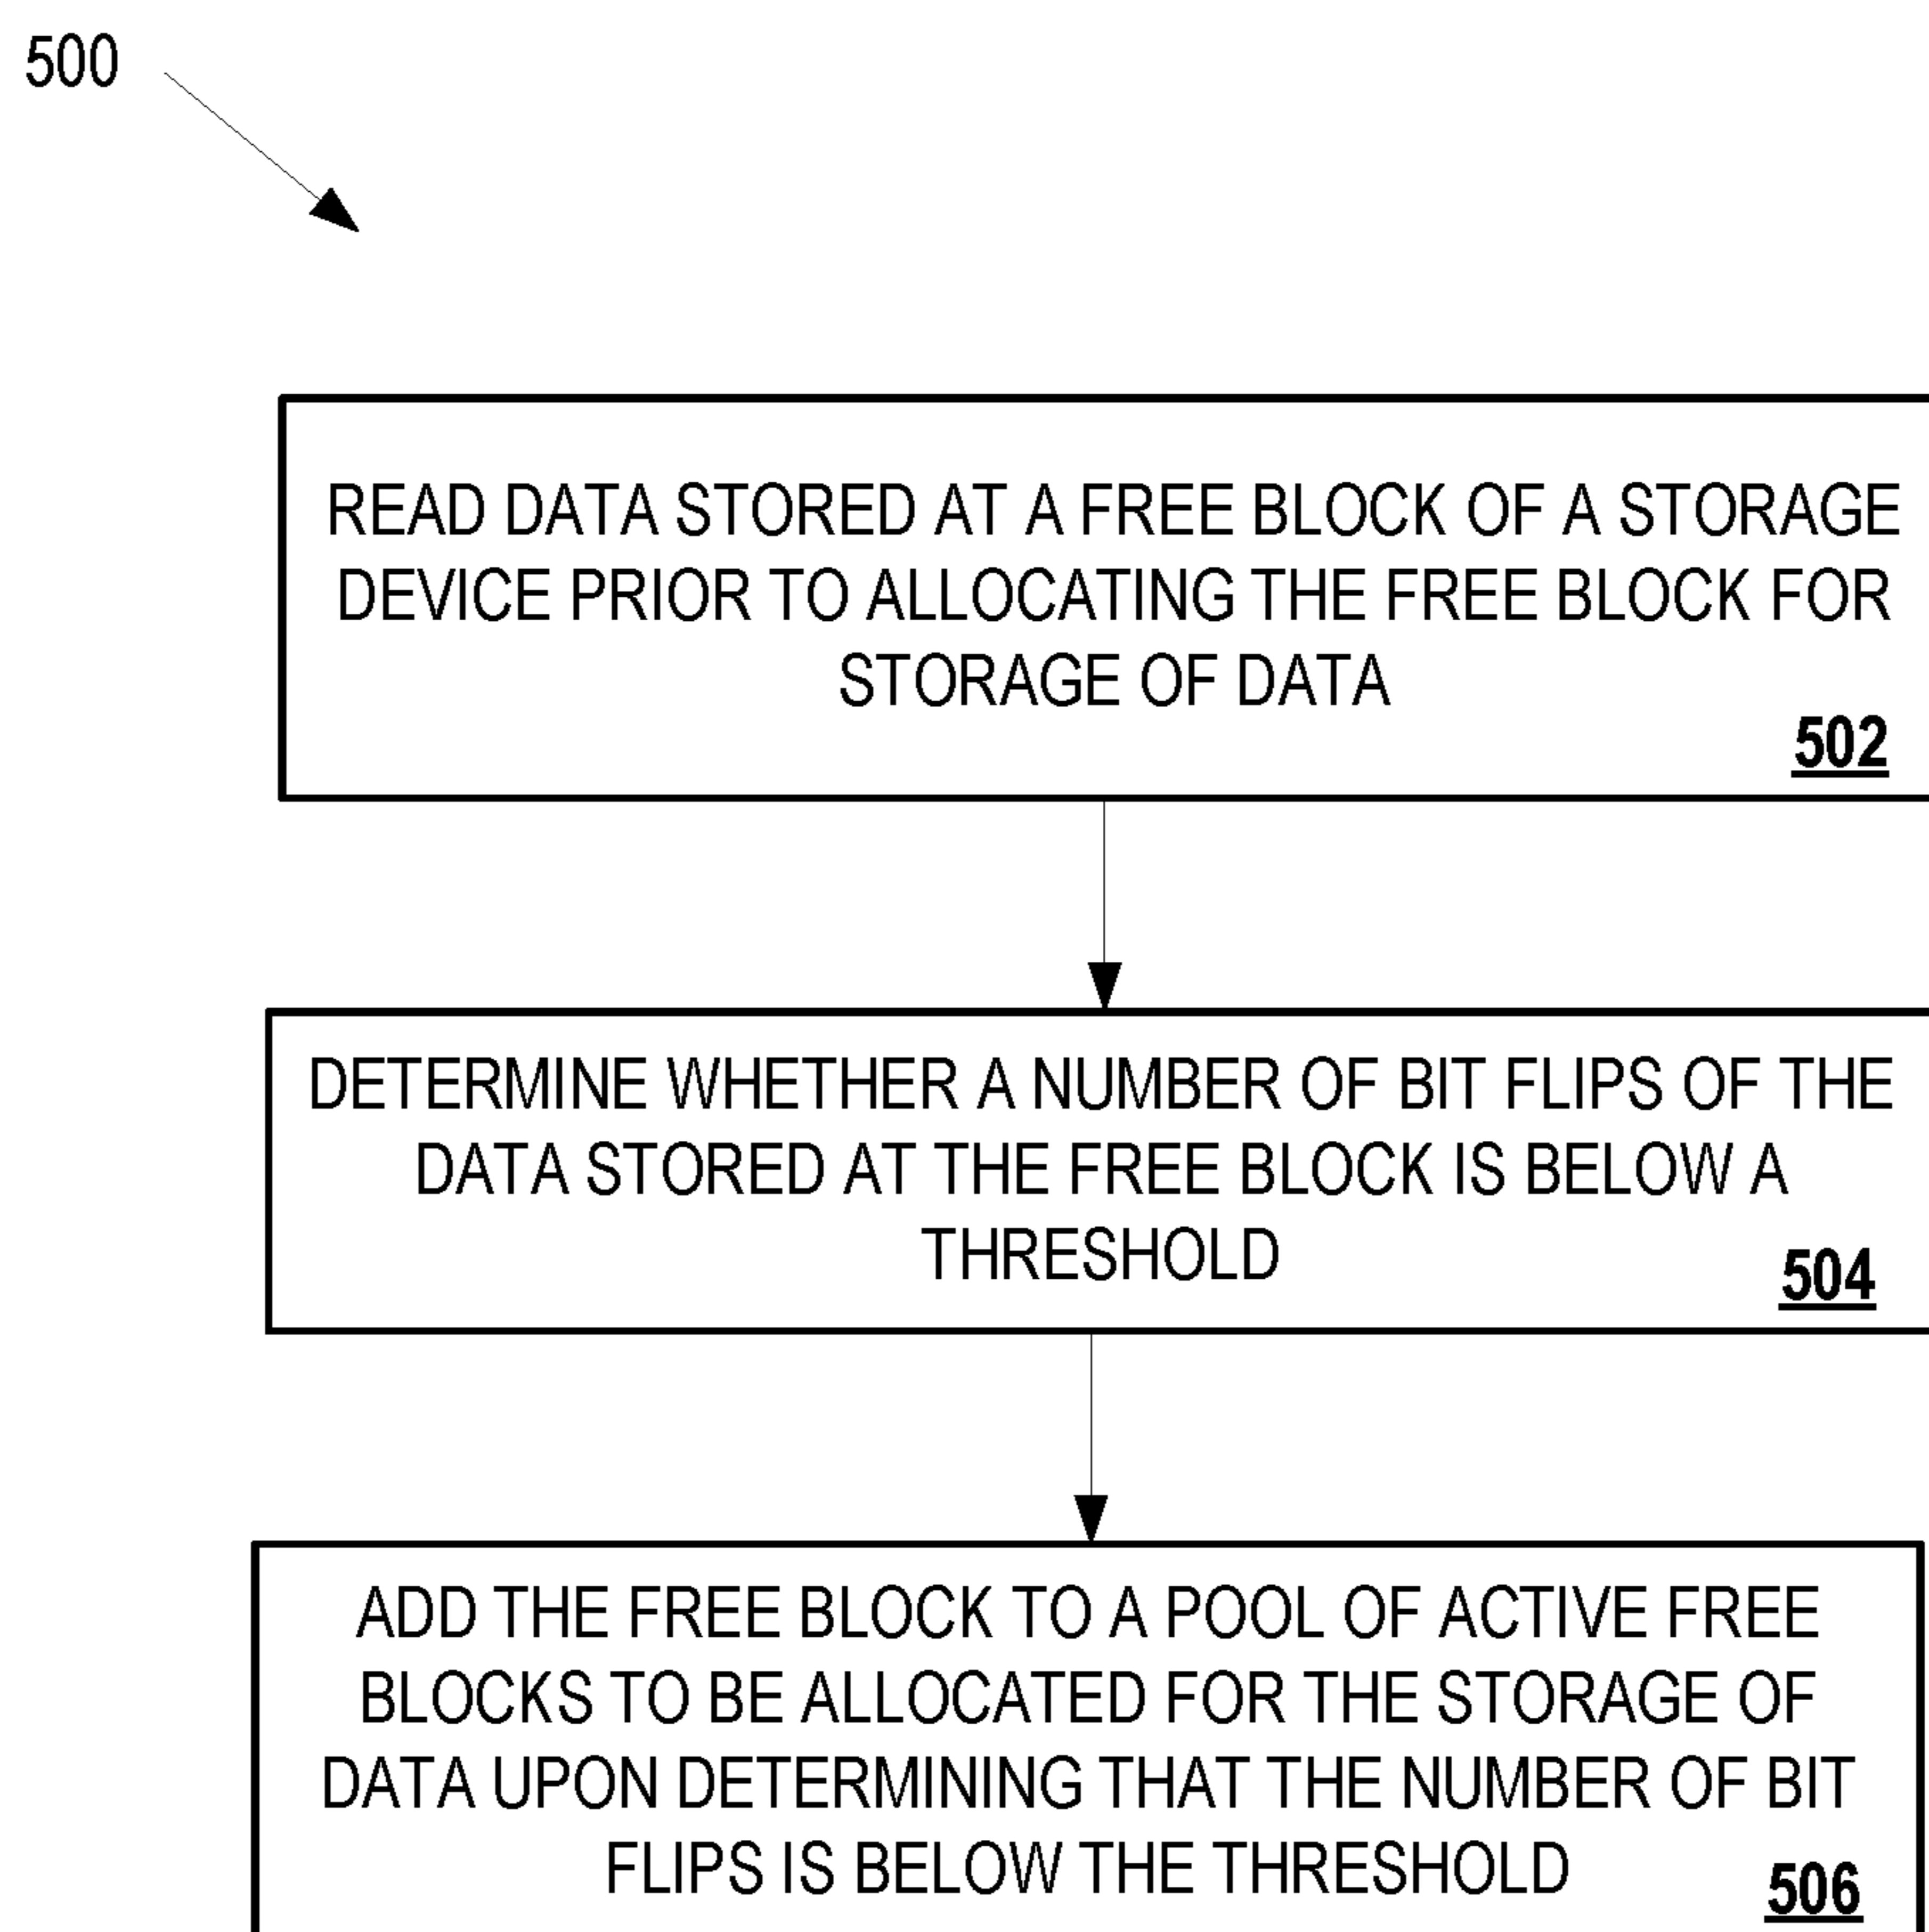 500
READ DATA STORED AT A FREE BLOCK OF A STORAGE
DEVICE PRIOR TO ALLOCATING THE FREE BLOCK FOR
STORAGE OF DATA
502
DETERMINE WHETHER A NUMBER OF BIT FLIPS OF THE
DATA STORED AT THE FREE BLOCK IS BELOW A
THRESHOLD
504
ADD THE FREE BLOCK TO A POOL OF ACTIVE FREE
BLOCKS TO BE ALLOCATED FOR THE STORAGE OF
DATA UPON DETERMINING THAT THE NUMBER OF BIT
FLIPS IS BELOW THE THRESHOLD
506